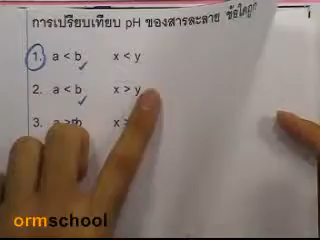 การเปรียบเทียบ pH ของสารละลาย ข้อใดถูก
1. a < b x < y
2. a < b x > y
3. a > b x
ormschool